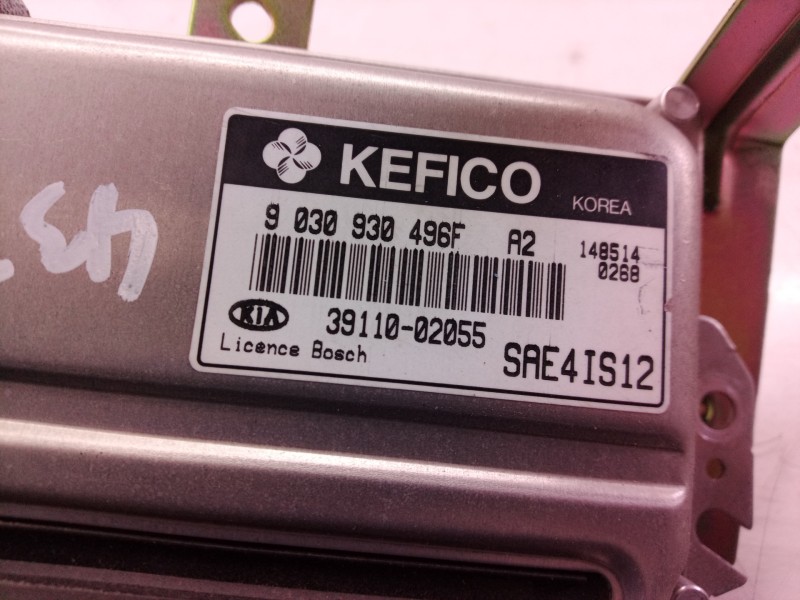 KEFICO
KOREA
9 030 930 496F A2
148514
0268
KIA
39110-02055
Licence Bosch
SAE4IS12